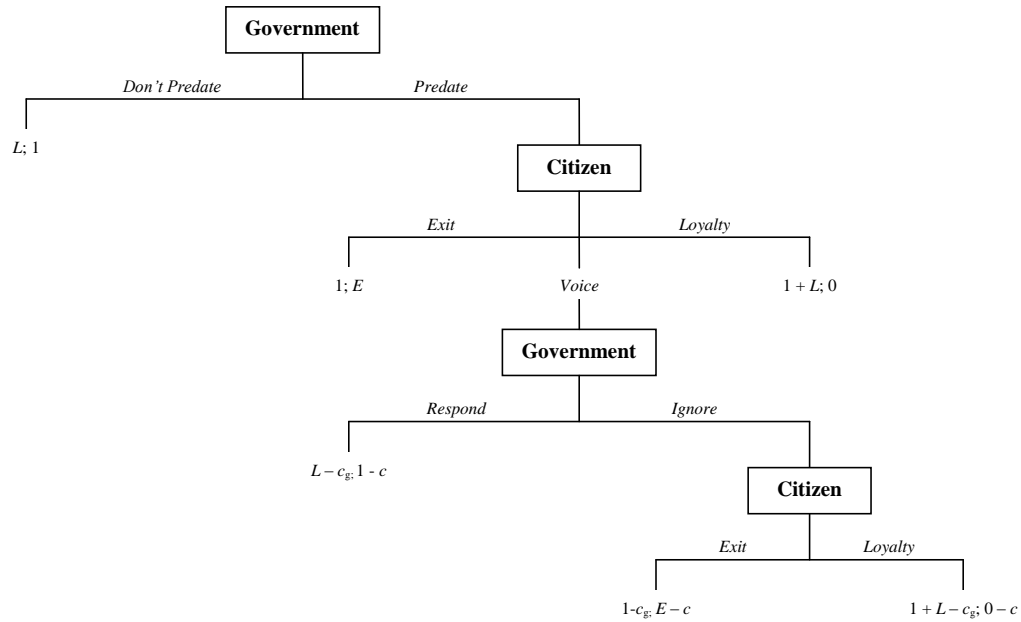 Government
Don’t Predate
Predate
L; 1
Citizen
Exit
Loyalty
1; E
Voice
1 + L; 0
Government
Respond
Ignore
L – cg; 1 - c
Citizen
Exit
Loyalty
1-cg; E – c
1 + L – cg; 0 – c